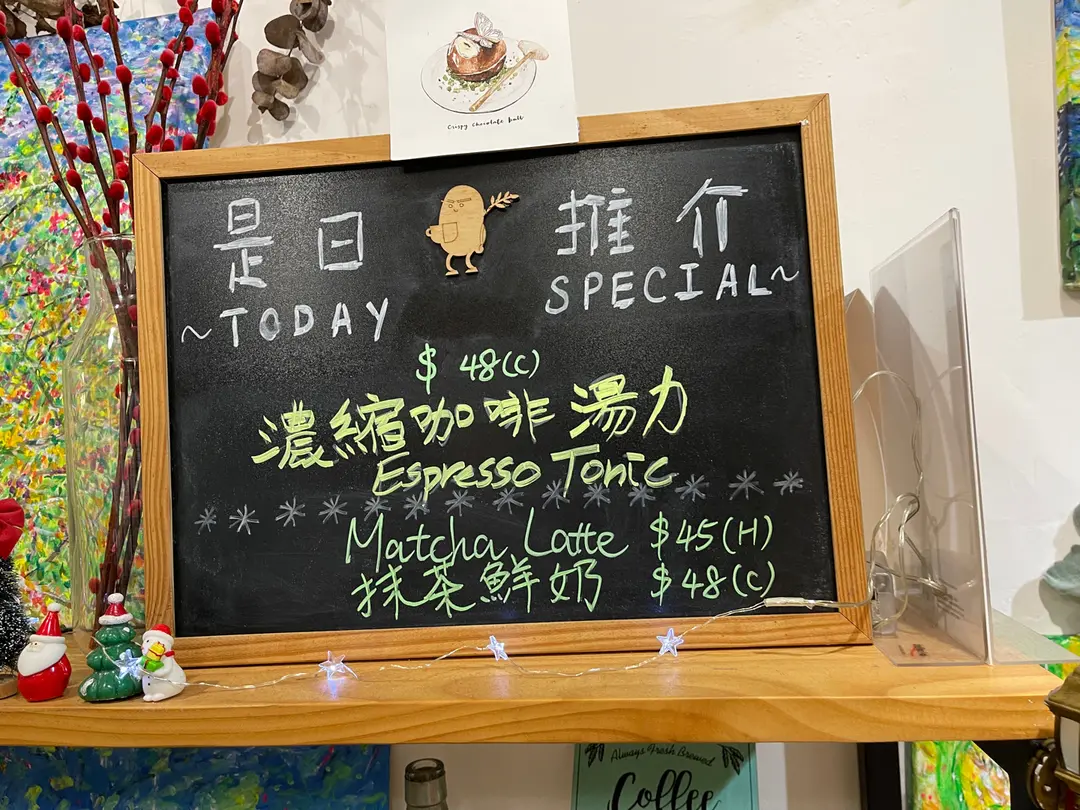 Crispy chocolate ball
是日 推介
~TODAY SPECIAL~
$ 48(C)
濃縮咖啡湯力
Espresso Tonic
Matcha Latte $45(H)
抹茶鮮奶 $48(C)
Always Fresh Brewed
Coffee